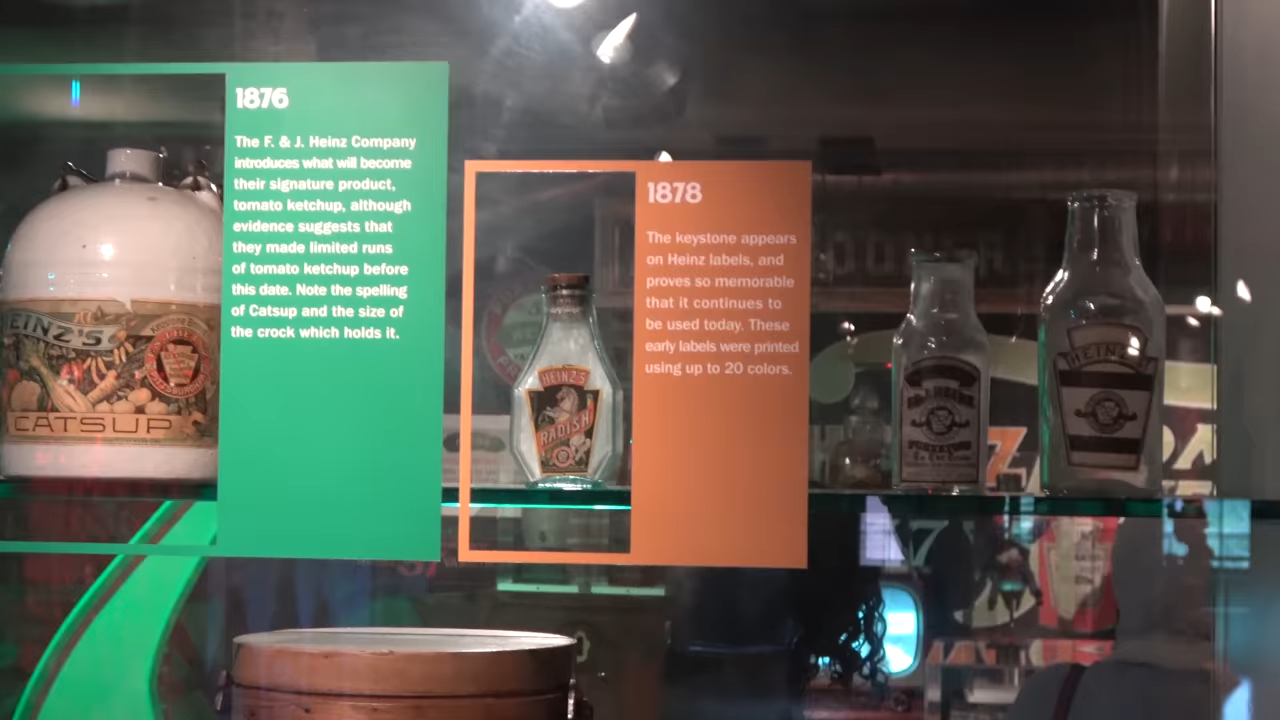 1876
The F. & J. Heinz Company
introduces what will become
their signature product,
tomato ketchup, although
evidence suggests that
they made limited runs
of tomato ketchup before
this date. Note the spelling
of Catsup and the size of
the crock which holds it.
EINZ'S
CATSUP
1878
The keystone appears
on Heinz labels, and
proves so memorable
that it continues to
be used today. These
early labels were printed
using up to 20 colors.
HEINZ'S
RADISH
HEINZ'S
57